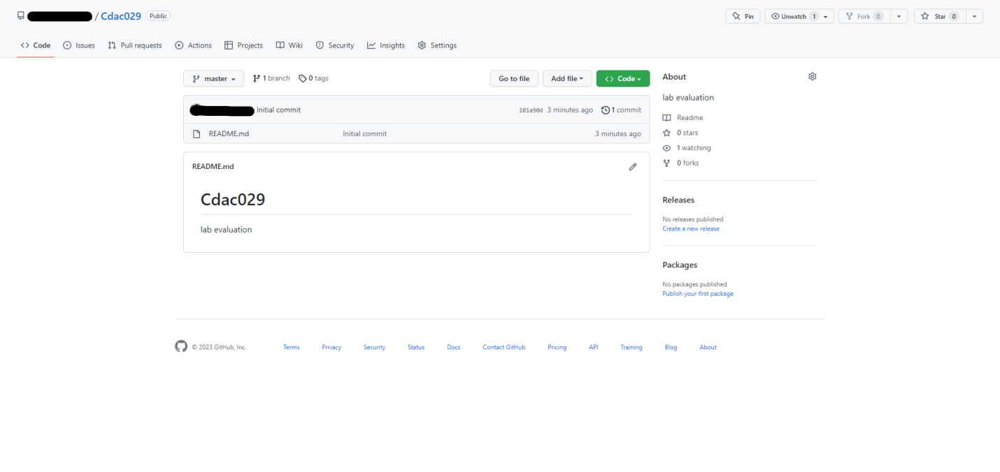 / Cdac029 Public Pin Unwatch 1 Fork 0 Star 0
Code Issues Pull requests Actions Projects Wiki Security Insights Settings
master 1 branch 0 tags Go to file Add file Code
Initial commit 101a90d 3 minutes ago 1 commit
README.md Initial commit 3 minutes ago
README.md
Cdac029
lab evaluation
About
lab evaluation
Readme
0 stars
1 watching
0 forks
Releases
No releases published
Create a new release
Packages
No packages published
Publish your first package
© 2023 GitHub, Inc. Terms Privacy Security Status Docs Contact GitHub Pricing API Training Blog About